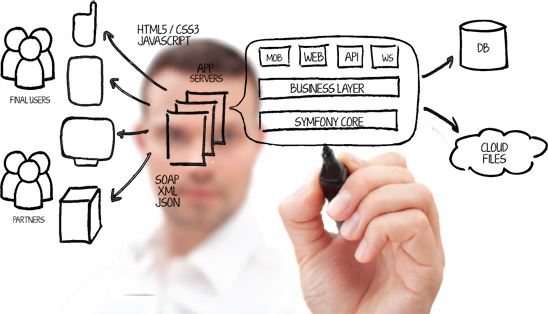 HTML5 / CSS3
JAVASCRIPT
FINAL USERS
APP
SERVERS
MOB
WEB
API
WS
BUSINESS LAYER
SYMFONY CORE
DB
CLOUD
FILES
SOAP
XML
JSON
PARTNERS